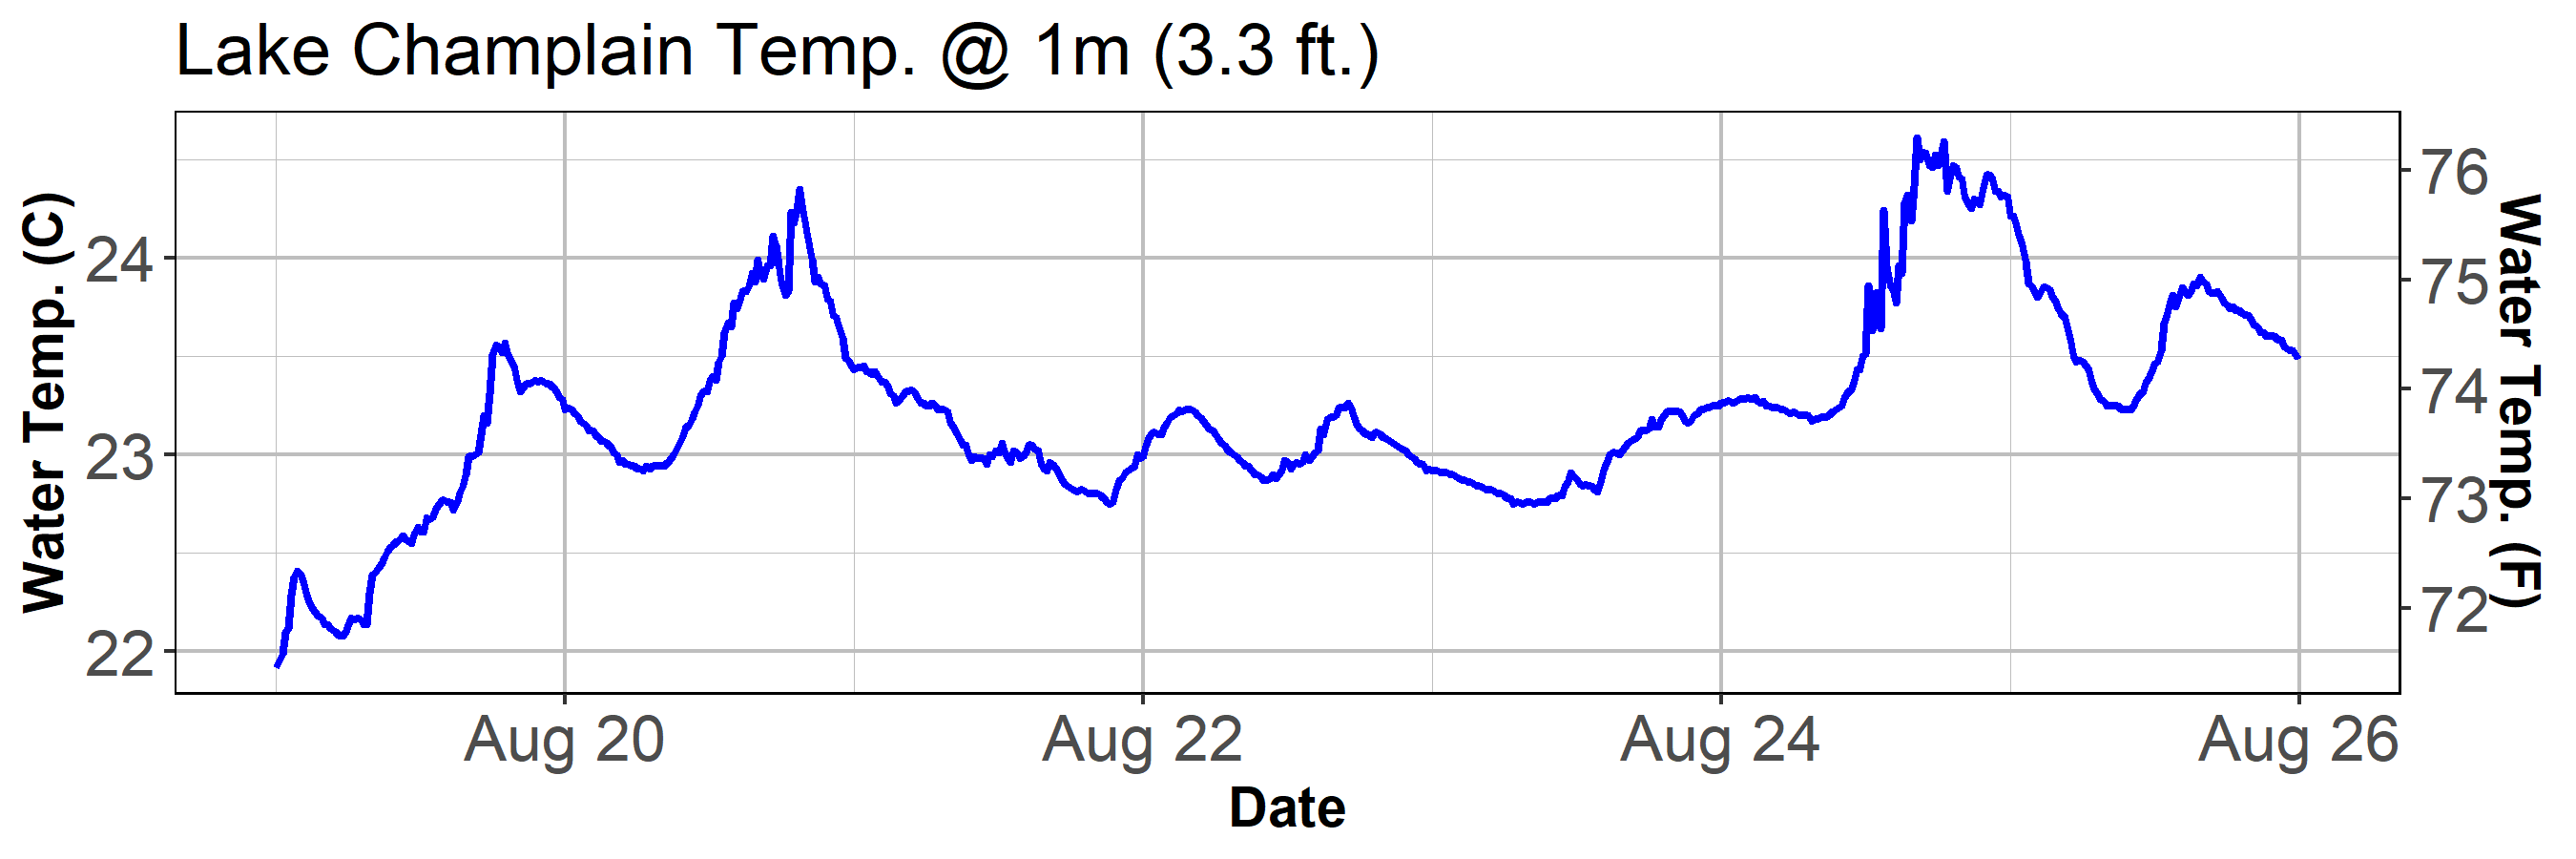 Lake Champlain Temp. @ 1m (3.3 ft.)
Water Temp. (C)
24
23
22
76
75
74
73
72
Water Temp. (F)
Aug 20
Aug 22
Aug 24
Aug 26
Date